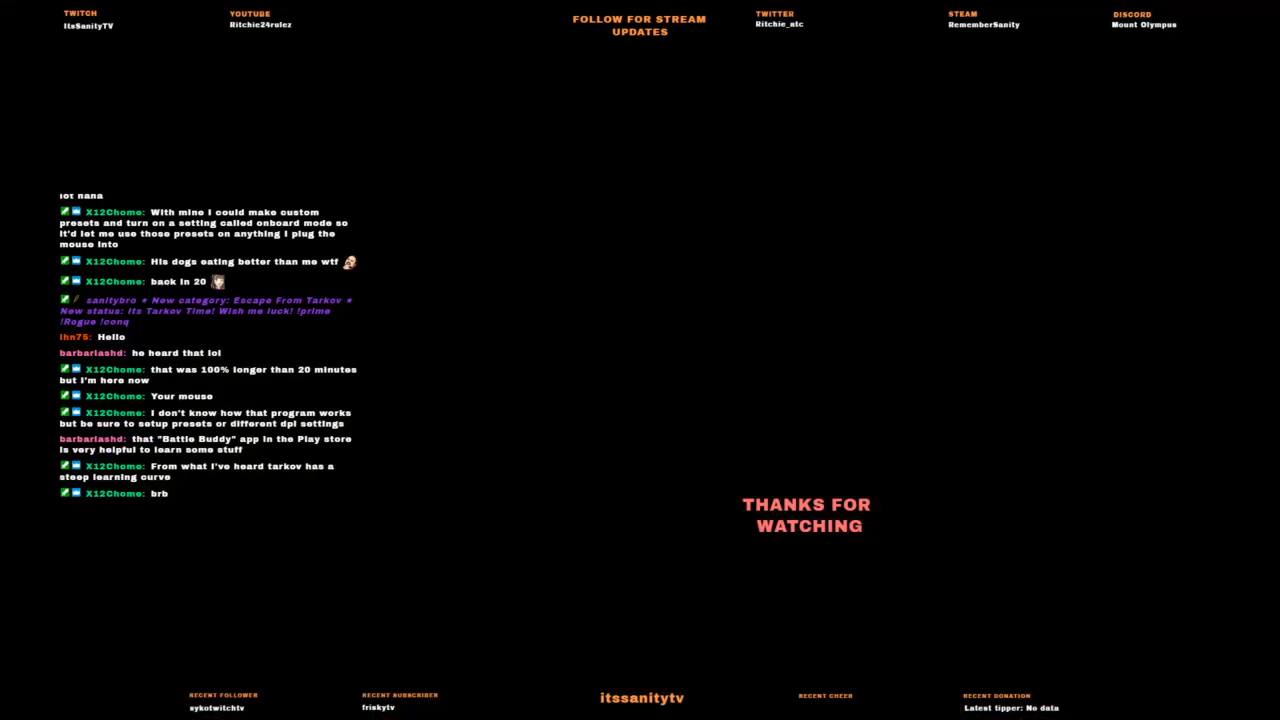 TWITCH
ItsSanityTV
YOUTUBE
Ritchie24rulez
FOLLOW FOR STREAM
UPDATES
TWITTER
Ritchie_atc
STEAM
RememberSanity
DISCORD
Mount Olympus
X12Chome: With mine I could make custom
presets and turn on a setting called onboard mode so
it'd let me use those presets on anything I plug the
mouse into
X12Chome: His dogs eating better than me wtf
X12Chome: back in 20
sanitybro * New category: Escape From Tarkov *
New status: Its Tarkov Time! Wish me luck! !prime
!Rogue !conq
lhn75: Hello
barbarlashd: he heard that lol
X12Chome: that was 100% longer than 20 minutes
but I'm here now
X12Chome: Your mouse
X12Chome: I don't know how that program works
but be sure to setup presets or different dpi settings
barbarlashd: that "Battle Buddy" app in the Play store
is very helpful to learn some stuff
X12Chome: From what I've heard tarkov has a
steep learning curve
X12Chome: brb
THANKS FOR
WATCHING
RECENT FOLLOWER
sykotwitchtv
RECENT SUBSCRIBER
friskytv
itssanitytv
RECENT CHEER
RECENT DONATION
Latest tipper: No data